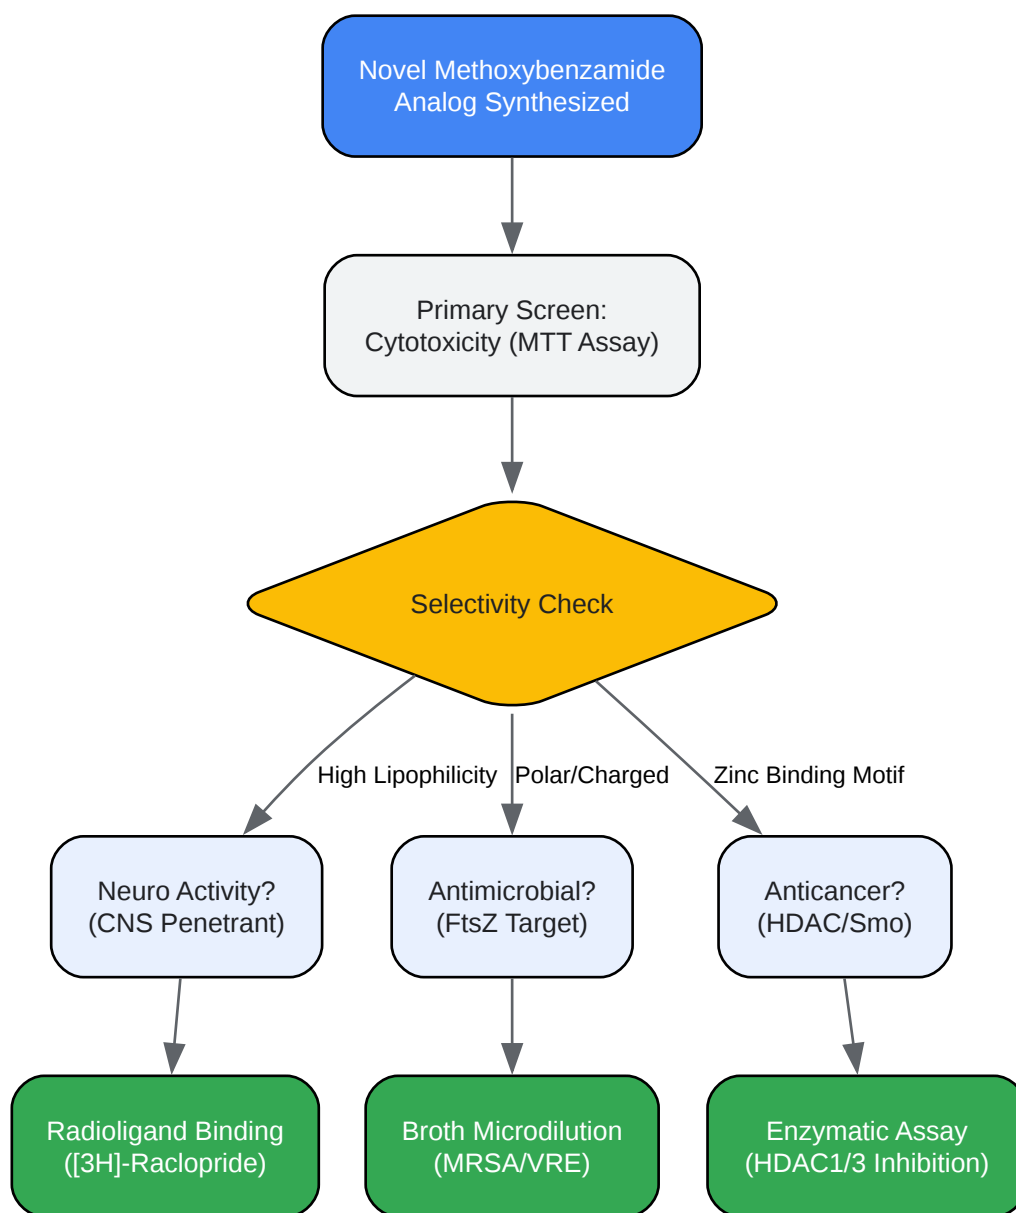 Novel Methoxybenzamide
Analog Synthesized
Primary Screen:
Cytotoxicity (MTT Assay)
Selectivity Check
High Lipophilicity
Polar/Charged
Zinc Binding Motif
Neuro Activity?
(CNS Penetrant)
Antimicrobial?
(FtsZ Target)
Anticancer?
(HDAC/Smo)
Radioligand Binding
([3H]-Raclopride)
Broth Microdilution
(MRSA/VRE)
Enzymatic Assay
(HDAC1/3 Inhibition)